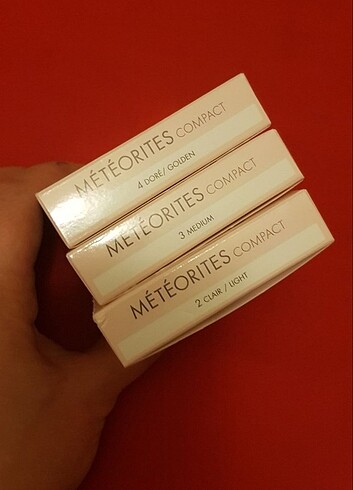 MÉTÉORITES COMPACT
4 DORÉ/ GOLDEN
MÉTÉORITES COMPACT
3 MEDIUM
MÉTÉORITES COMPACT
2 CLAIR / LIGHT